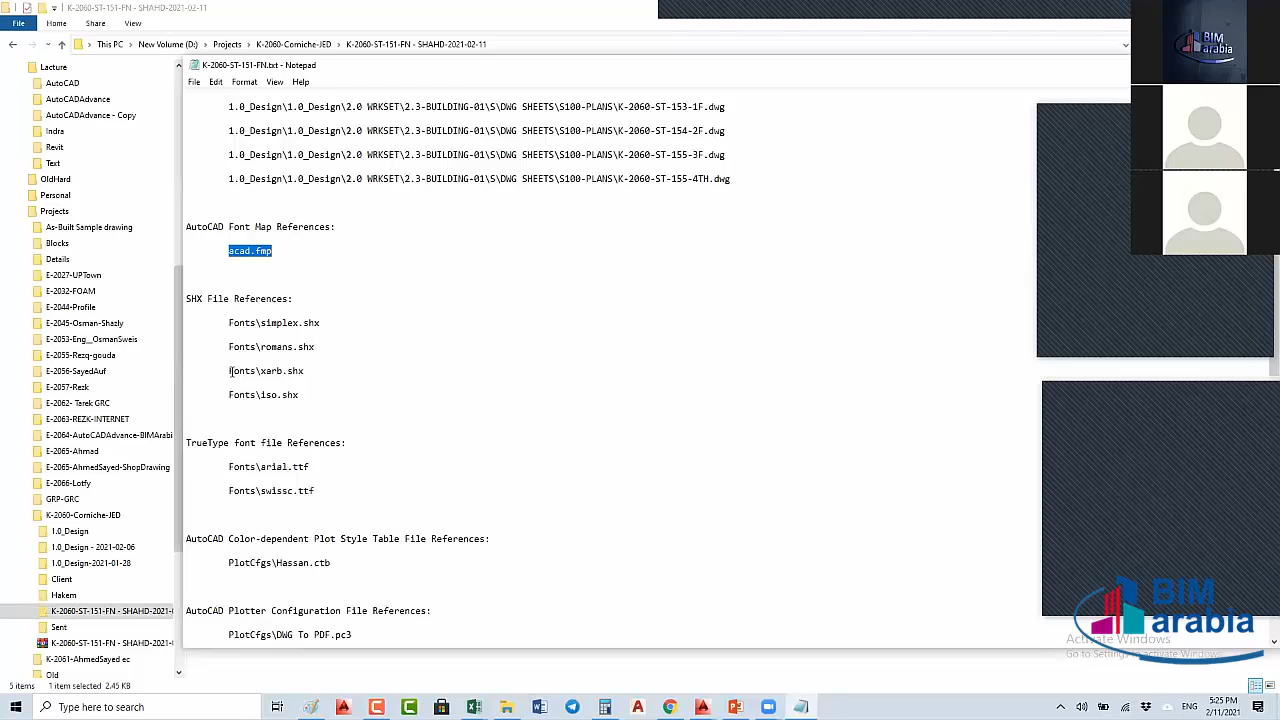 K-2060-ST-151-FN - SHAHD-2021-02-11
File Home Share View
This PC New Volume (D:) Projects K-2060-Corniche-JED K-2060-ST-151-FN - SHAHD-2021-02-11
Lacture
AutoCAD
AutoCADAdvance
AutoCADAdvance - Copy
Indra
Revit
Text
OldHard
Personal
Projects
As-Built Sample drawing
Blocks
Details
E-2027-UPTown
E-2032-FOAM
E-2044-Profile
E-2045-Osman-Shazly
E-2053-Eng__OsmanSweis
E-2055-Rezq-gouda
E-2056-SayedAuf
E-2057-Rezk
E-2062- Tarek GRC
E-2063-REZK-INTERNET
E-2064-AutoCADAdvance-BIMArabi
E-2065-Ahmad
E-2065-AhmedSayed-ShopDrawing
E-2066-Lotfy
GRP-GRC
K-2060-Corniche-JED
1.0_Design
1.0_Design - 2021-02-06
1.0_Design-2021-01-28
Client
Hakem
K-2060-ST-151-FN - SHAHD-2021-
Sent
K-2060-ST-151-FN - SHAHD-2021-
K-2061-AhmedSayed ec
Old
5 items 1 item selected 2.45 KB
K-2060-ST-151-FN.txt - Notepad
File Edit Format View Help
1.0_Design\1.0_Design\2.0 WRKSET\2.3-BUILDING-01\S\DWG SHEETS\S100-PLANS\K-2060-ST-153-1F.dwg
1.0_Design\1.0_Design\2.0 WRKSET\2.3-BUILDING-01\S\DWG SHEETS\S100-PLANS\K-2060-ST-154-2F.dwg
1.0_Design\1.0_Design\2.0 WRKSET\2.3-BUILDING-01\S\DWG SHEETS\S100-PLANS\K-2060-ST-155-3F.dwg
1.0_Design\1.0_Design\2.0 WRKSET\2.3-BUILDING-01\S\DWG SHEETS\S100-PLANS\K-2060-ST-155-4TH.dwg
AutoCAD Font Map References:
acad.fmp
SHX File References:
Fonts\simplex.shx
Fonts\romans.shx
Fonts\xarb.shx
Fonts\iso.shx
TrueType font file References:
Fonts\arial.ttf
Fonts\swissc.ttf
AutoCAD Color-dependent Plot Style Table File References:
PlotCfgs\Hassan.ctb
AutoCAD Plotter Configuration File References:
PlotCfgs\DWG To PDF.pc3
BIM
arabia
BIM
arabia
Activate Windows
Go to Settings to activate Windows.
Type here to search
ENG
5:25 PM
2/11/2021